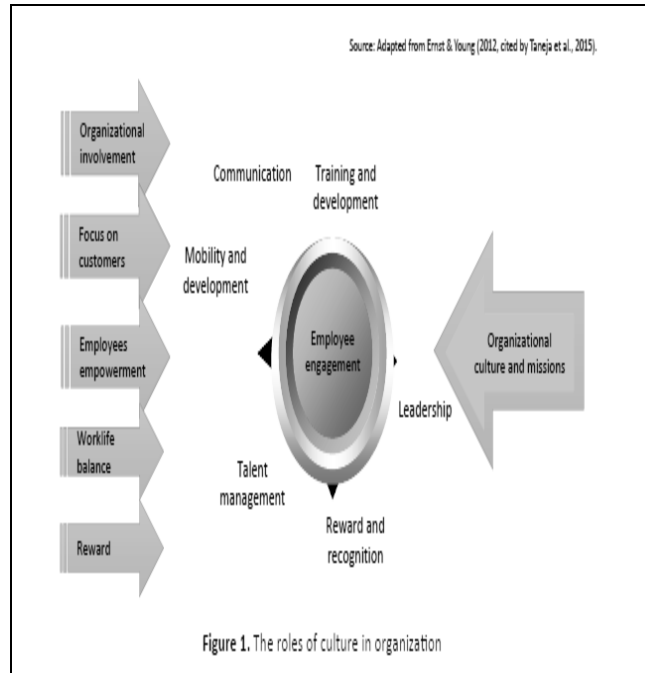 Source: Adapted from Ernst & Young (2012, cited by Taneja et al., 2015).
Organizational
involvement
Focus on
customers
Employees
empowerment
Worklife
balance
Reward
Communication
Training and
development
Mobility and
development
Employee
engagement
Leadership
Talent
management
Reward and
recognition
Organizational
culture and missions
Figure 1. The roles of culture in organization